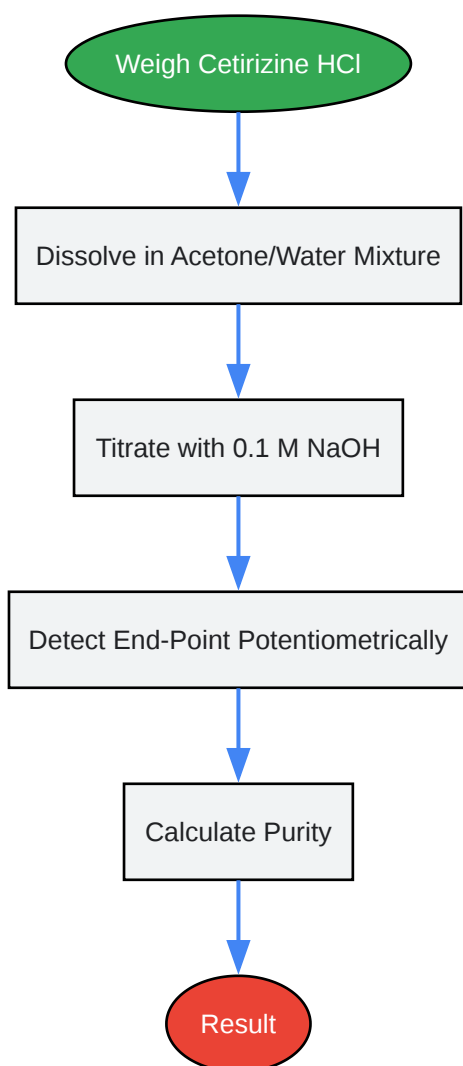 Weigh Cetirizine HCl
Dissolve in Acetone/Water Mixture
Titrate with 0.1 M NaOH
Detect End-Point Potentiometrically
Calculate Purity
Result